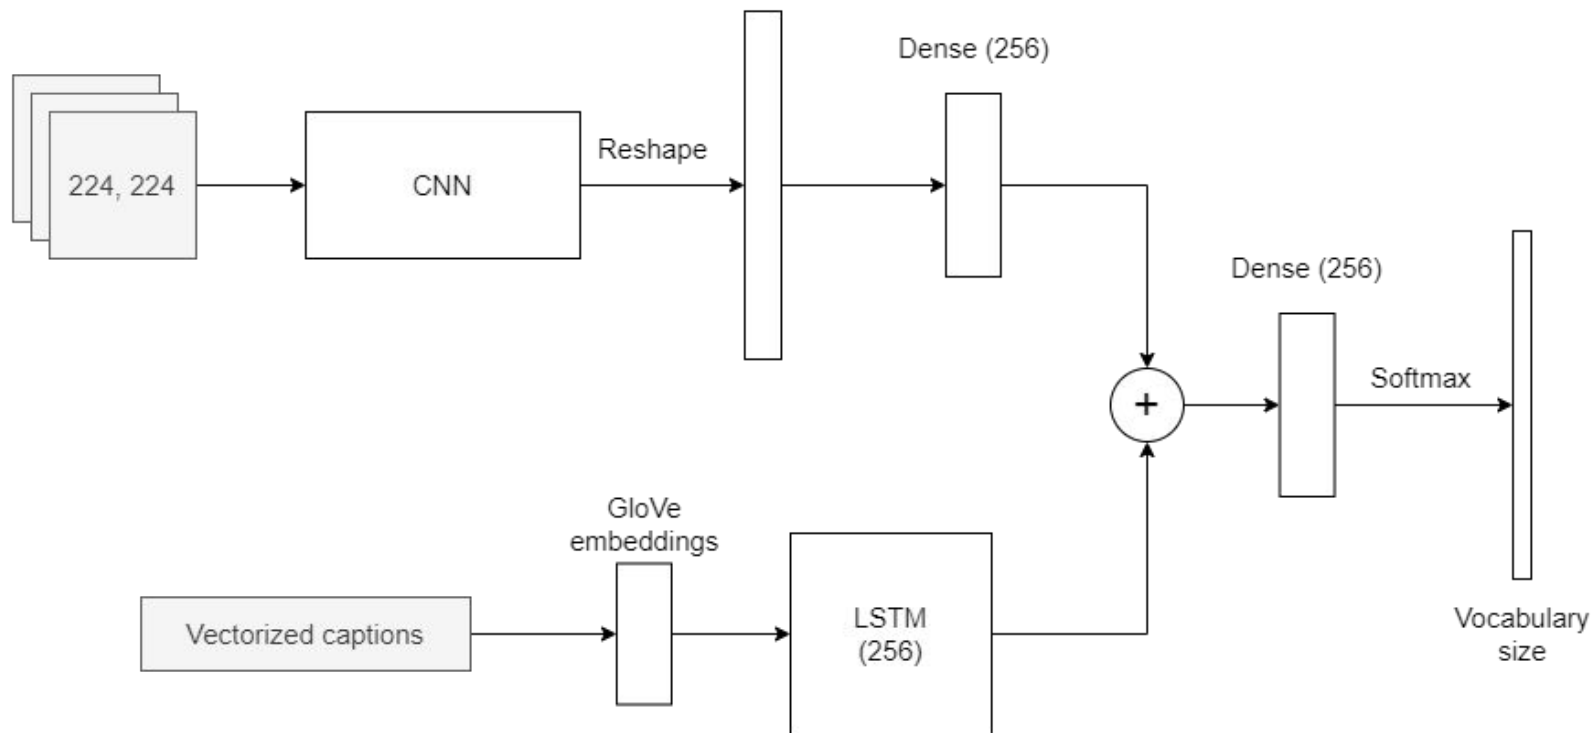 Dense (256)
224, 224
CNN
Reshape
Dense (256)
+
Softmax
GloVe
embeddings
Vectorized captions
LSTM
(256)
Vocabulary
size